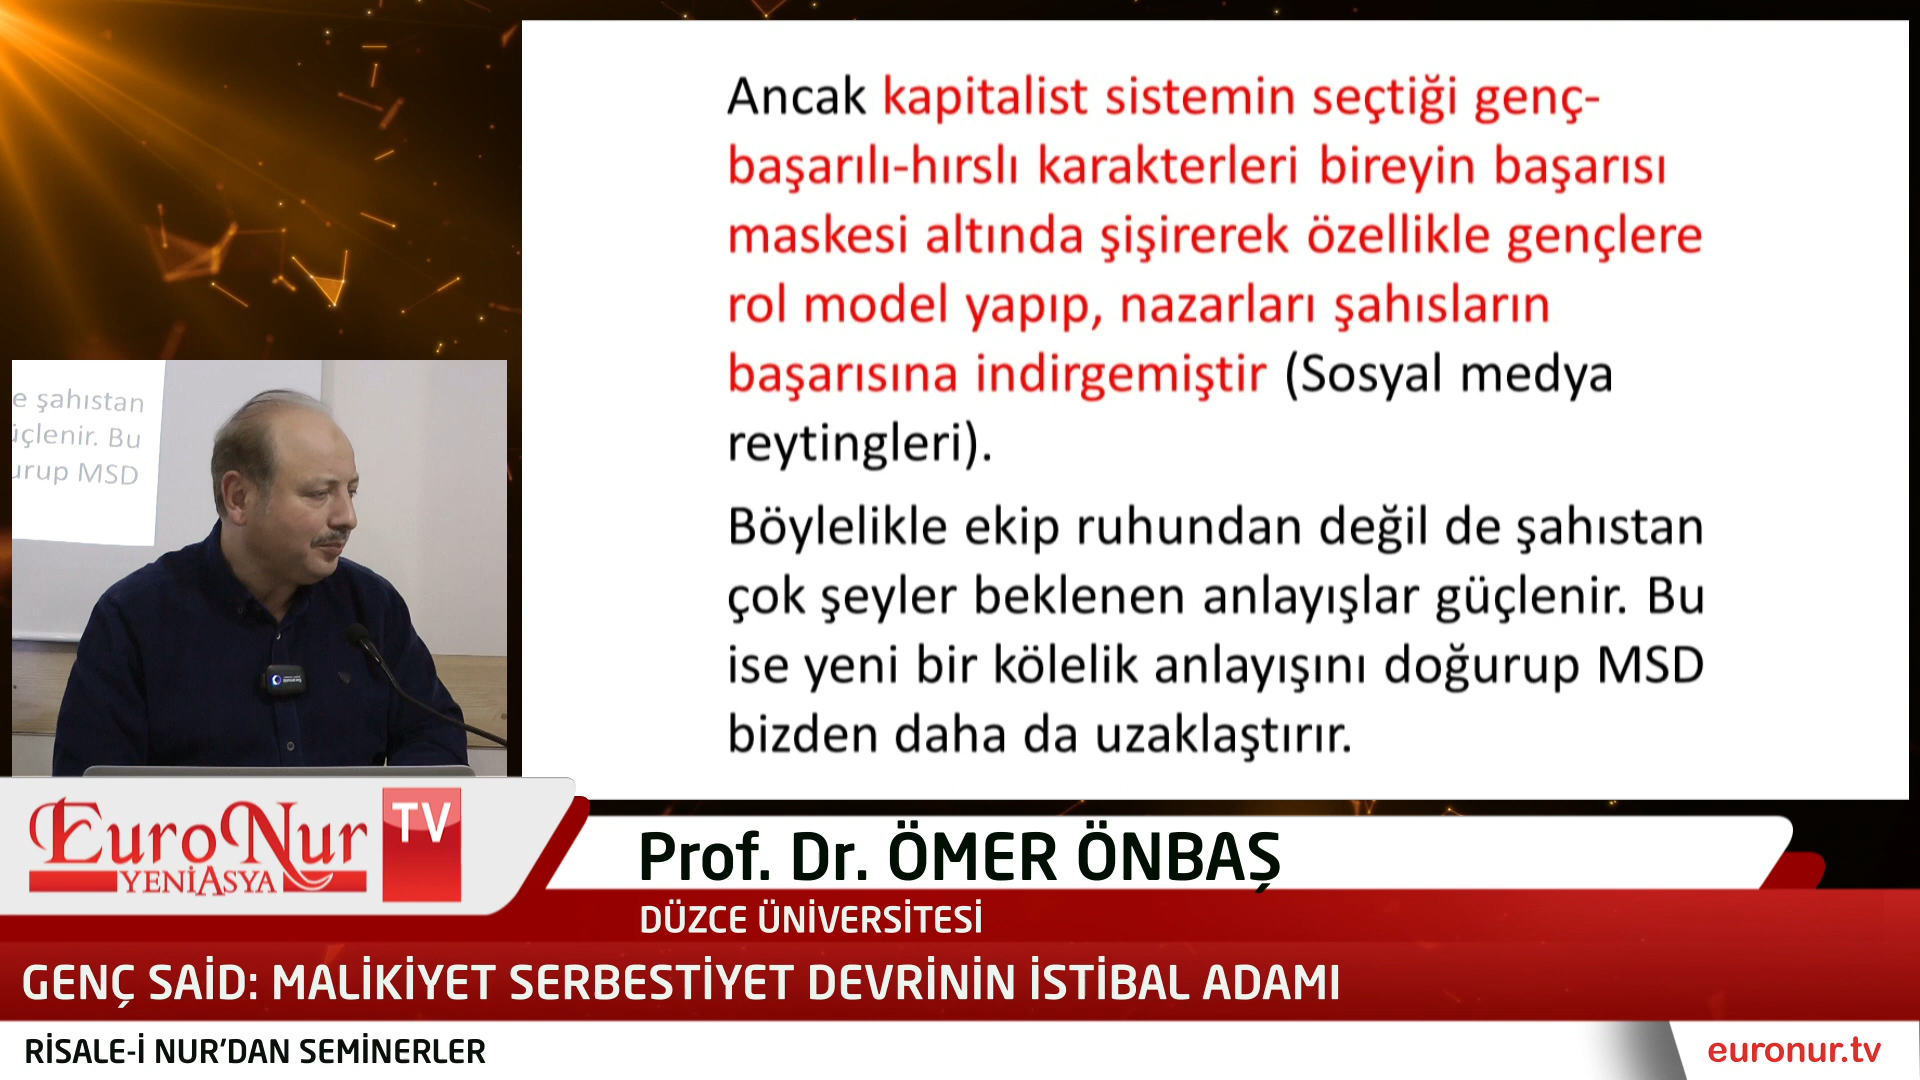 Ancak kapitalist sistemin seçtiği genç-
başarılı-hırslı karakterleri bireyin başarısı
maskesi altında şişirerek özellikle gençlere
rol model yapıp, nazarları şahısların
başarısına indirgemiştir (Sosyal medya
reytingleri).
Böylelikle ekip ruhundan değil de şahıstan
çok şeyler beklenen anlayışlar güçlenir. Bu
ise yeni bir kölelik anlayışını doğurup MSD
bizden daha da uzaklaştırır.
e şahıstan
üçlenir. Bu
urup MSD
EuroNur TV
YENİASYA
Prof. Dr. ÖMER ÖNBAŞ
DÜZCE ÜNİVERSİTESİ
GENÇ SAİD: MALİKİYET SERBESTİYET DEVRİNİN İSTİBAL ADAMI
RİSALE-İ NUR’DAN SEMİNERLER
euronur.tv